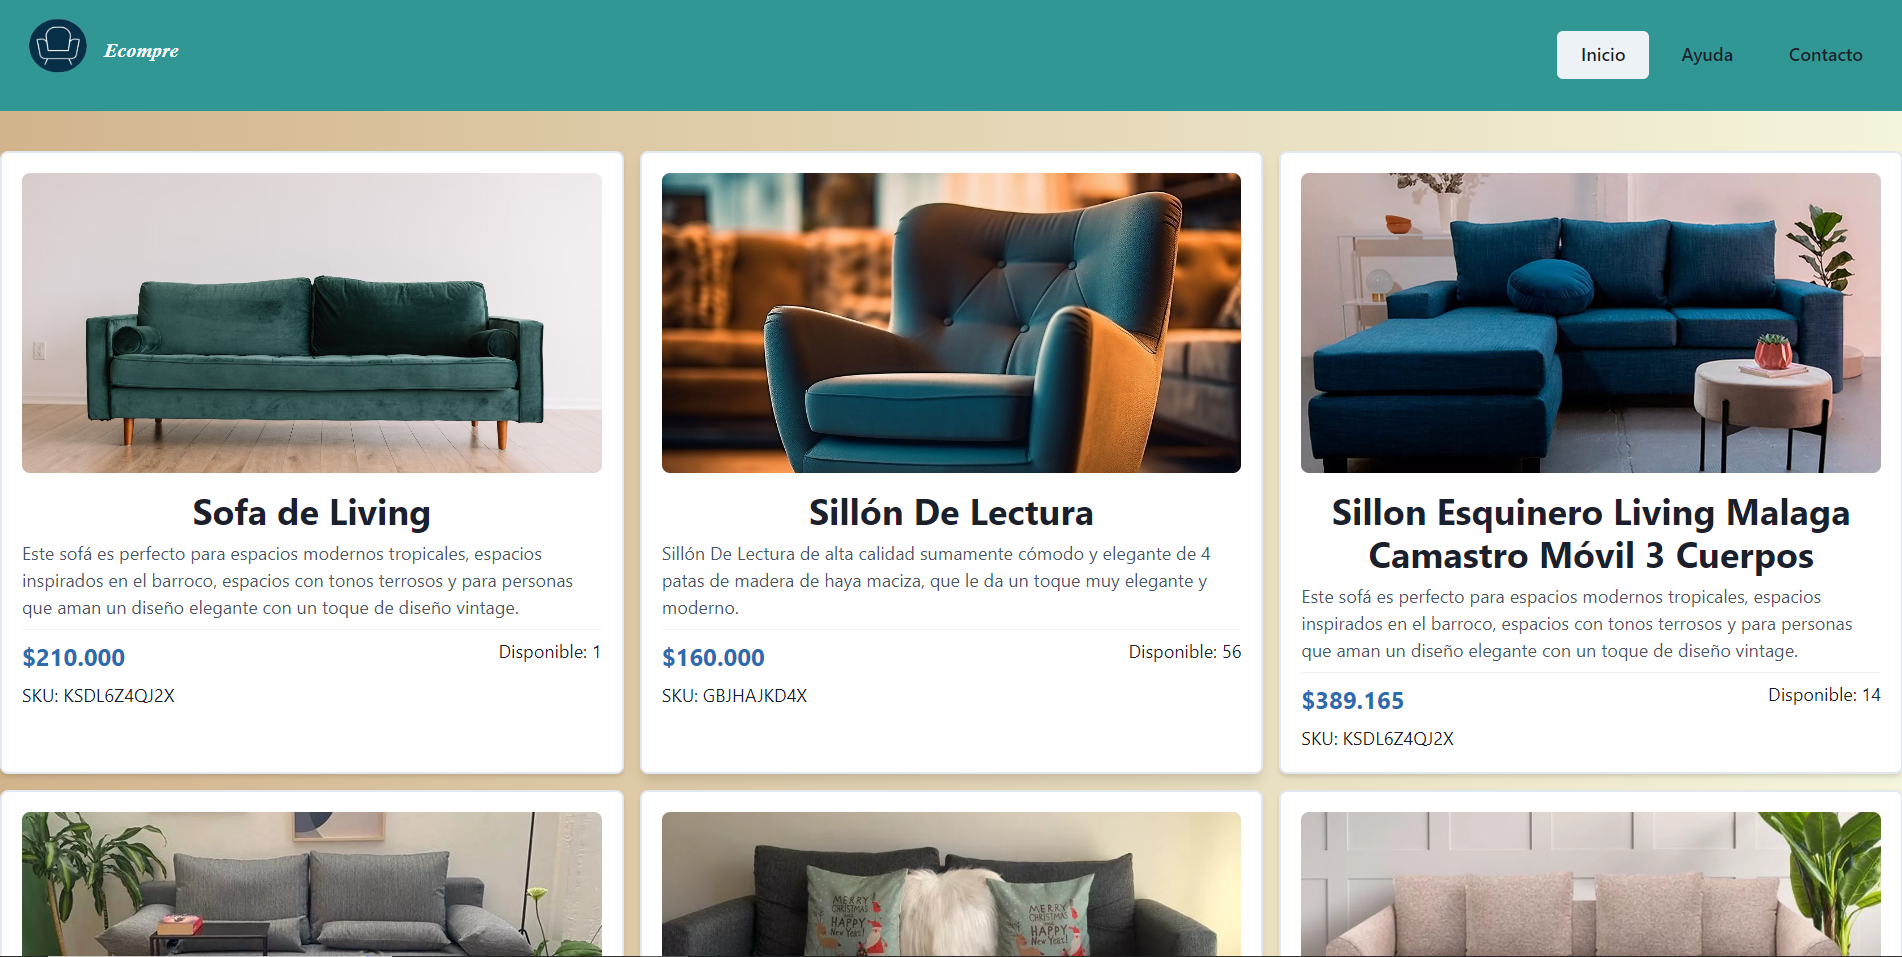 Ecompre
Inicio
Ayuda
Contacto
Sofa de Living
Este sofá es perfecto para espacios modernos tropicales, espacios
inspirados en el barroco, espacios con tonos terrosos y para personas
que aman un diseño elegante con un toque de diseño vintage.
$210.000
Disponible: 1
SKU: KSDL6Z4QJ2X
Sillón De Lectura
Sillón De Lectura de alta calidad sumamente cómodo y elegante de 4
patas de madera de haya maciza, que le da un toque muy elegante y
moderno.
$160.000
Disponible: 56
SKU: GBJHAJKD4X
Sillon Esquinero Living Malaga
Camastro Móvil 3 Cuerpos
Este sofá es perfecto para espacios modernos tropicales, espacios
inspirados en el barroco, espacios con tonos terrosos y para personas
que aman un diseño elegante con un toque de diseño vintage.
$389.165
Disponible: 14
SKU: KSDL6Z4QJ2X
MERRY
CHRISTMAS
HAPPY
New Year!
MERRY
CHRISTMAS
HAPPY
New Year!